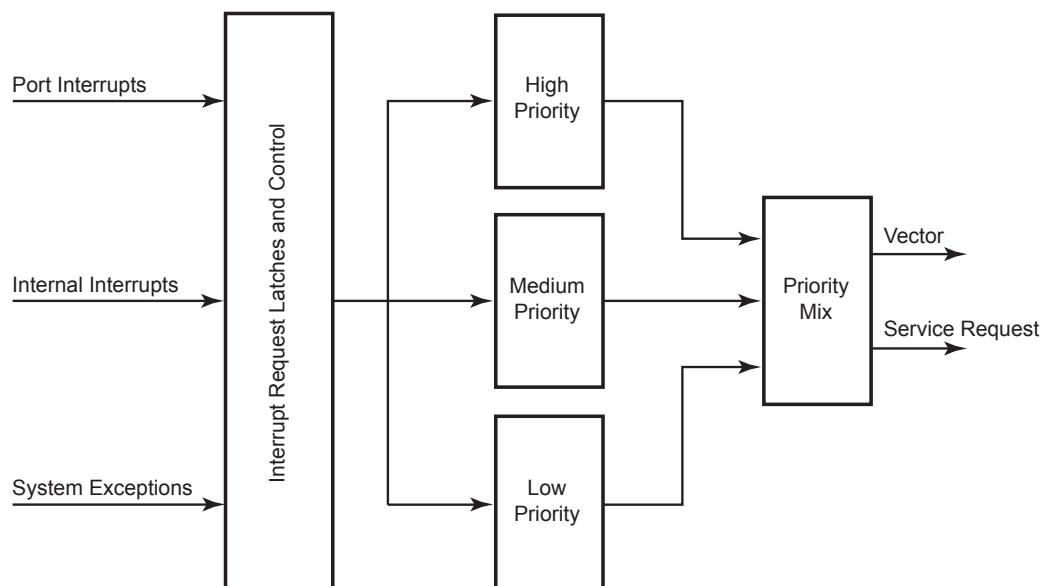 Port Interrupts
Internal Interrupts
System Exceptions
Interrupt Request Latches and Control
High
Priority
Medium
Priority
Low
Priority
Priority
Mix
Vector
Service Request